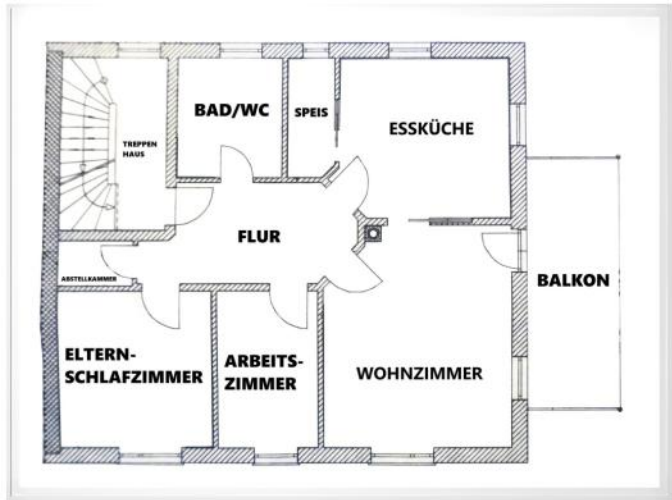 BAD/WC
SPEIS
ESSKÜCHE
TREPPEN
HAUS
FLUR
ABSTELLKAMMER
BALKON
ELTERN-
SCHLAFZIMMER
ARBEITS-
ZIMMER
WOHNZIMMER